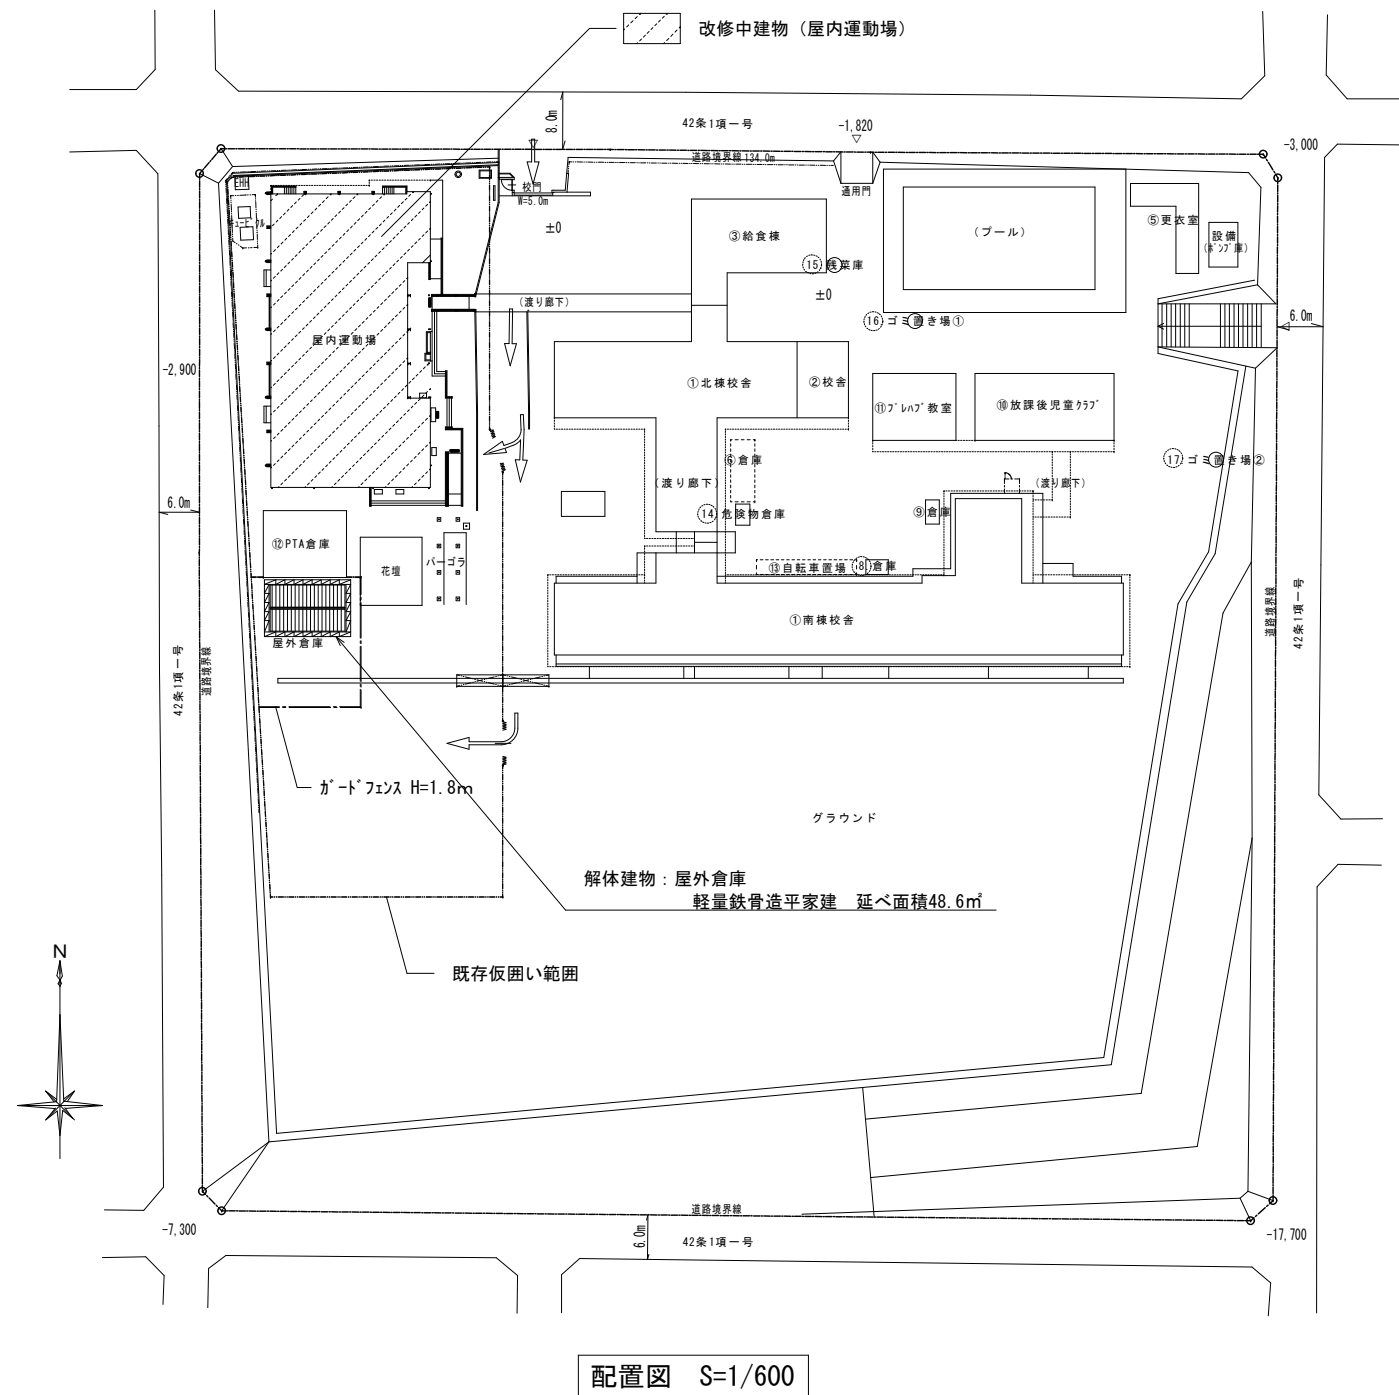 改修中建物（屋内運動場）
8.0m
42条1項一号
-1,820
-3,000
道路境界線 134.0m
校門
W=5.0m
通用門
EHH
キュービクル
±0
③給食棟
(プール)
⑤更衣室
設備
(ﾎﾟﾝﾌﾟ庫)
⑮残菜庫
±0
(渡り廊下)
⑯ゴミ置き場①
6.0m
屋内運動場
-2,900
①北棟校舎
②校舎
⑪ﾌﾟﾚﾊﾌﾞ教室
⑩放課後児童ｸﾗﾌﾞ
⑥倉庫
⑰ゴミ置き場②
(渡り廊下)
(渡り廊下)
6.0m
⑭危険物倉庫
⑨倉庫
⑫PTA倉庫
花壇
パーゴラ
⑬自転車置場
⑧倉庫
①南棟校舎
屋外倉庫
42条1項一号
道路境界線
道路境界線
42条1項一号
ｶﾞｰﾄﾞﾌｪﾝｽ H=1.8m
グラウンド
解体建物：屋外倉庫
軽量鉄骨造平家建　延べ面積48.6㎡
既存仮囲い範囲
N
道路境界線
-7,300
6.0m
42条1項一号
-17,700
配置図　S=1/600